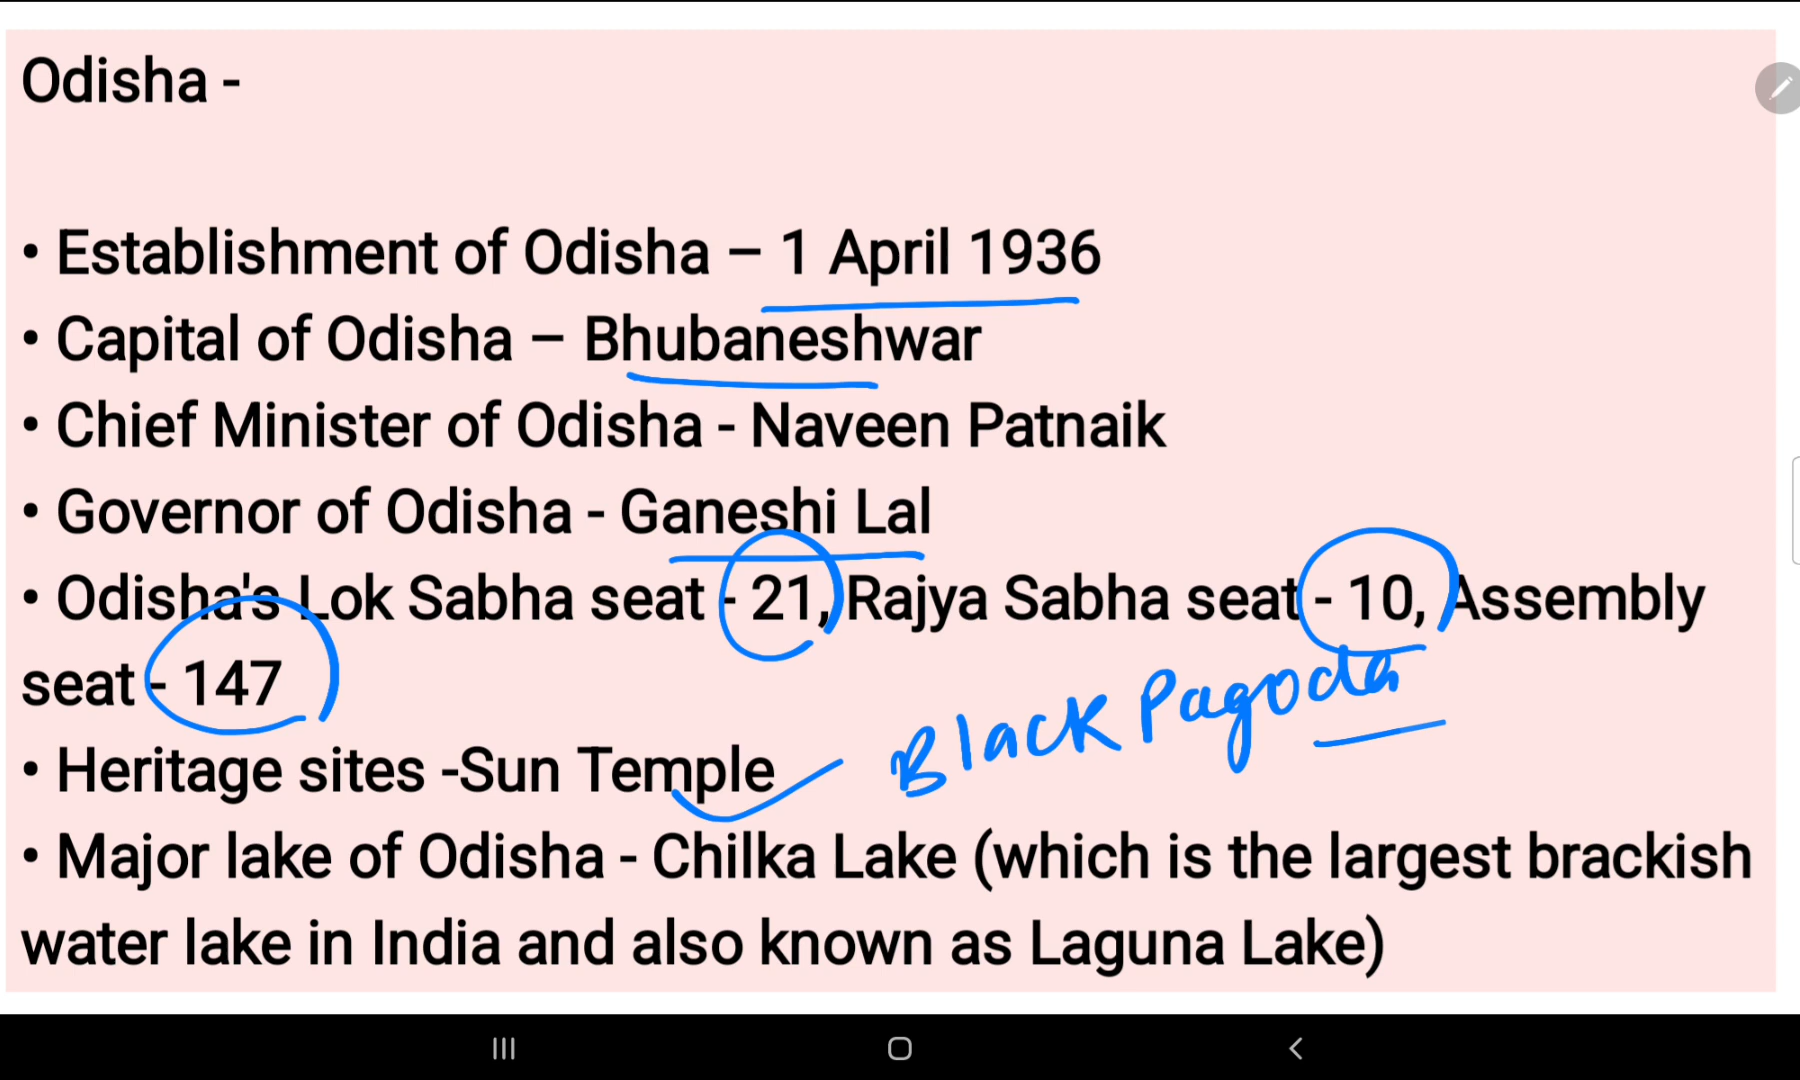 Odisha -
• Establishment of Odisha – 1 April 1936
• Capital of Odisha – Bhubaneshwar
• Chief Minister of Odisha - Naveen Patnaik
• Governor of Odisha - Ganeshi Lal
• Odisha's Lok Sabha seat - 21, Rajya Sabha seat - 10, Assembly
seat - 147
Black Pagoda
• Heritage sites -Sun Temple
• Major lake of Odisha - Chilka Lake (which is the largest brackish
water lake in India and also known as Laguna Lake)